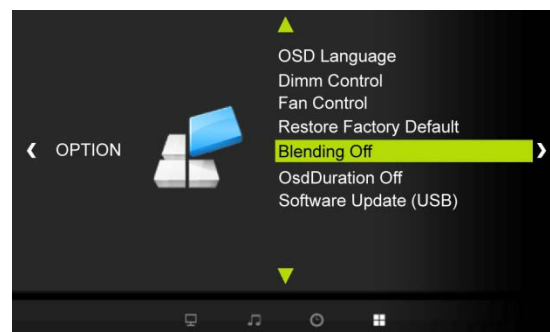 OSD Language
Dimm Control
Fan Control
Restore Factory Default
OPTION
Blending Off
OsdDuration Off
Software Update (USB)